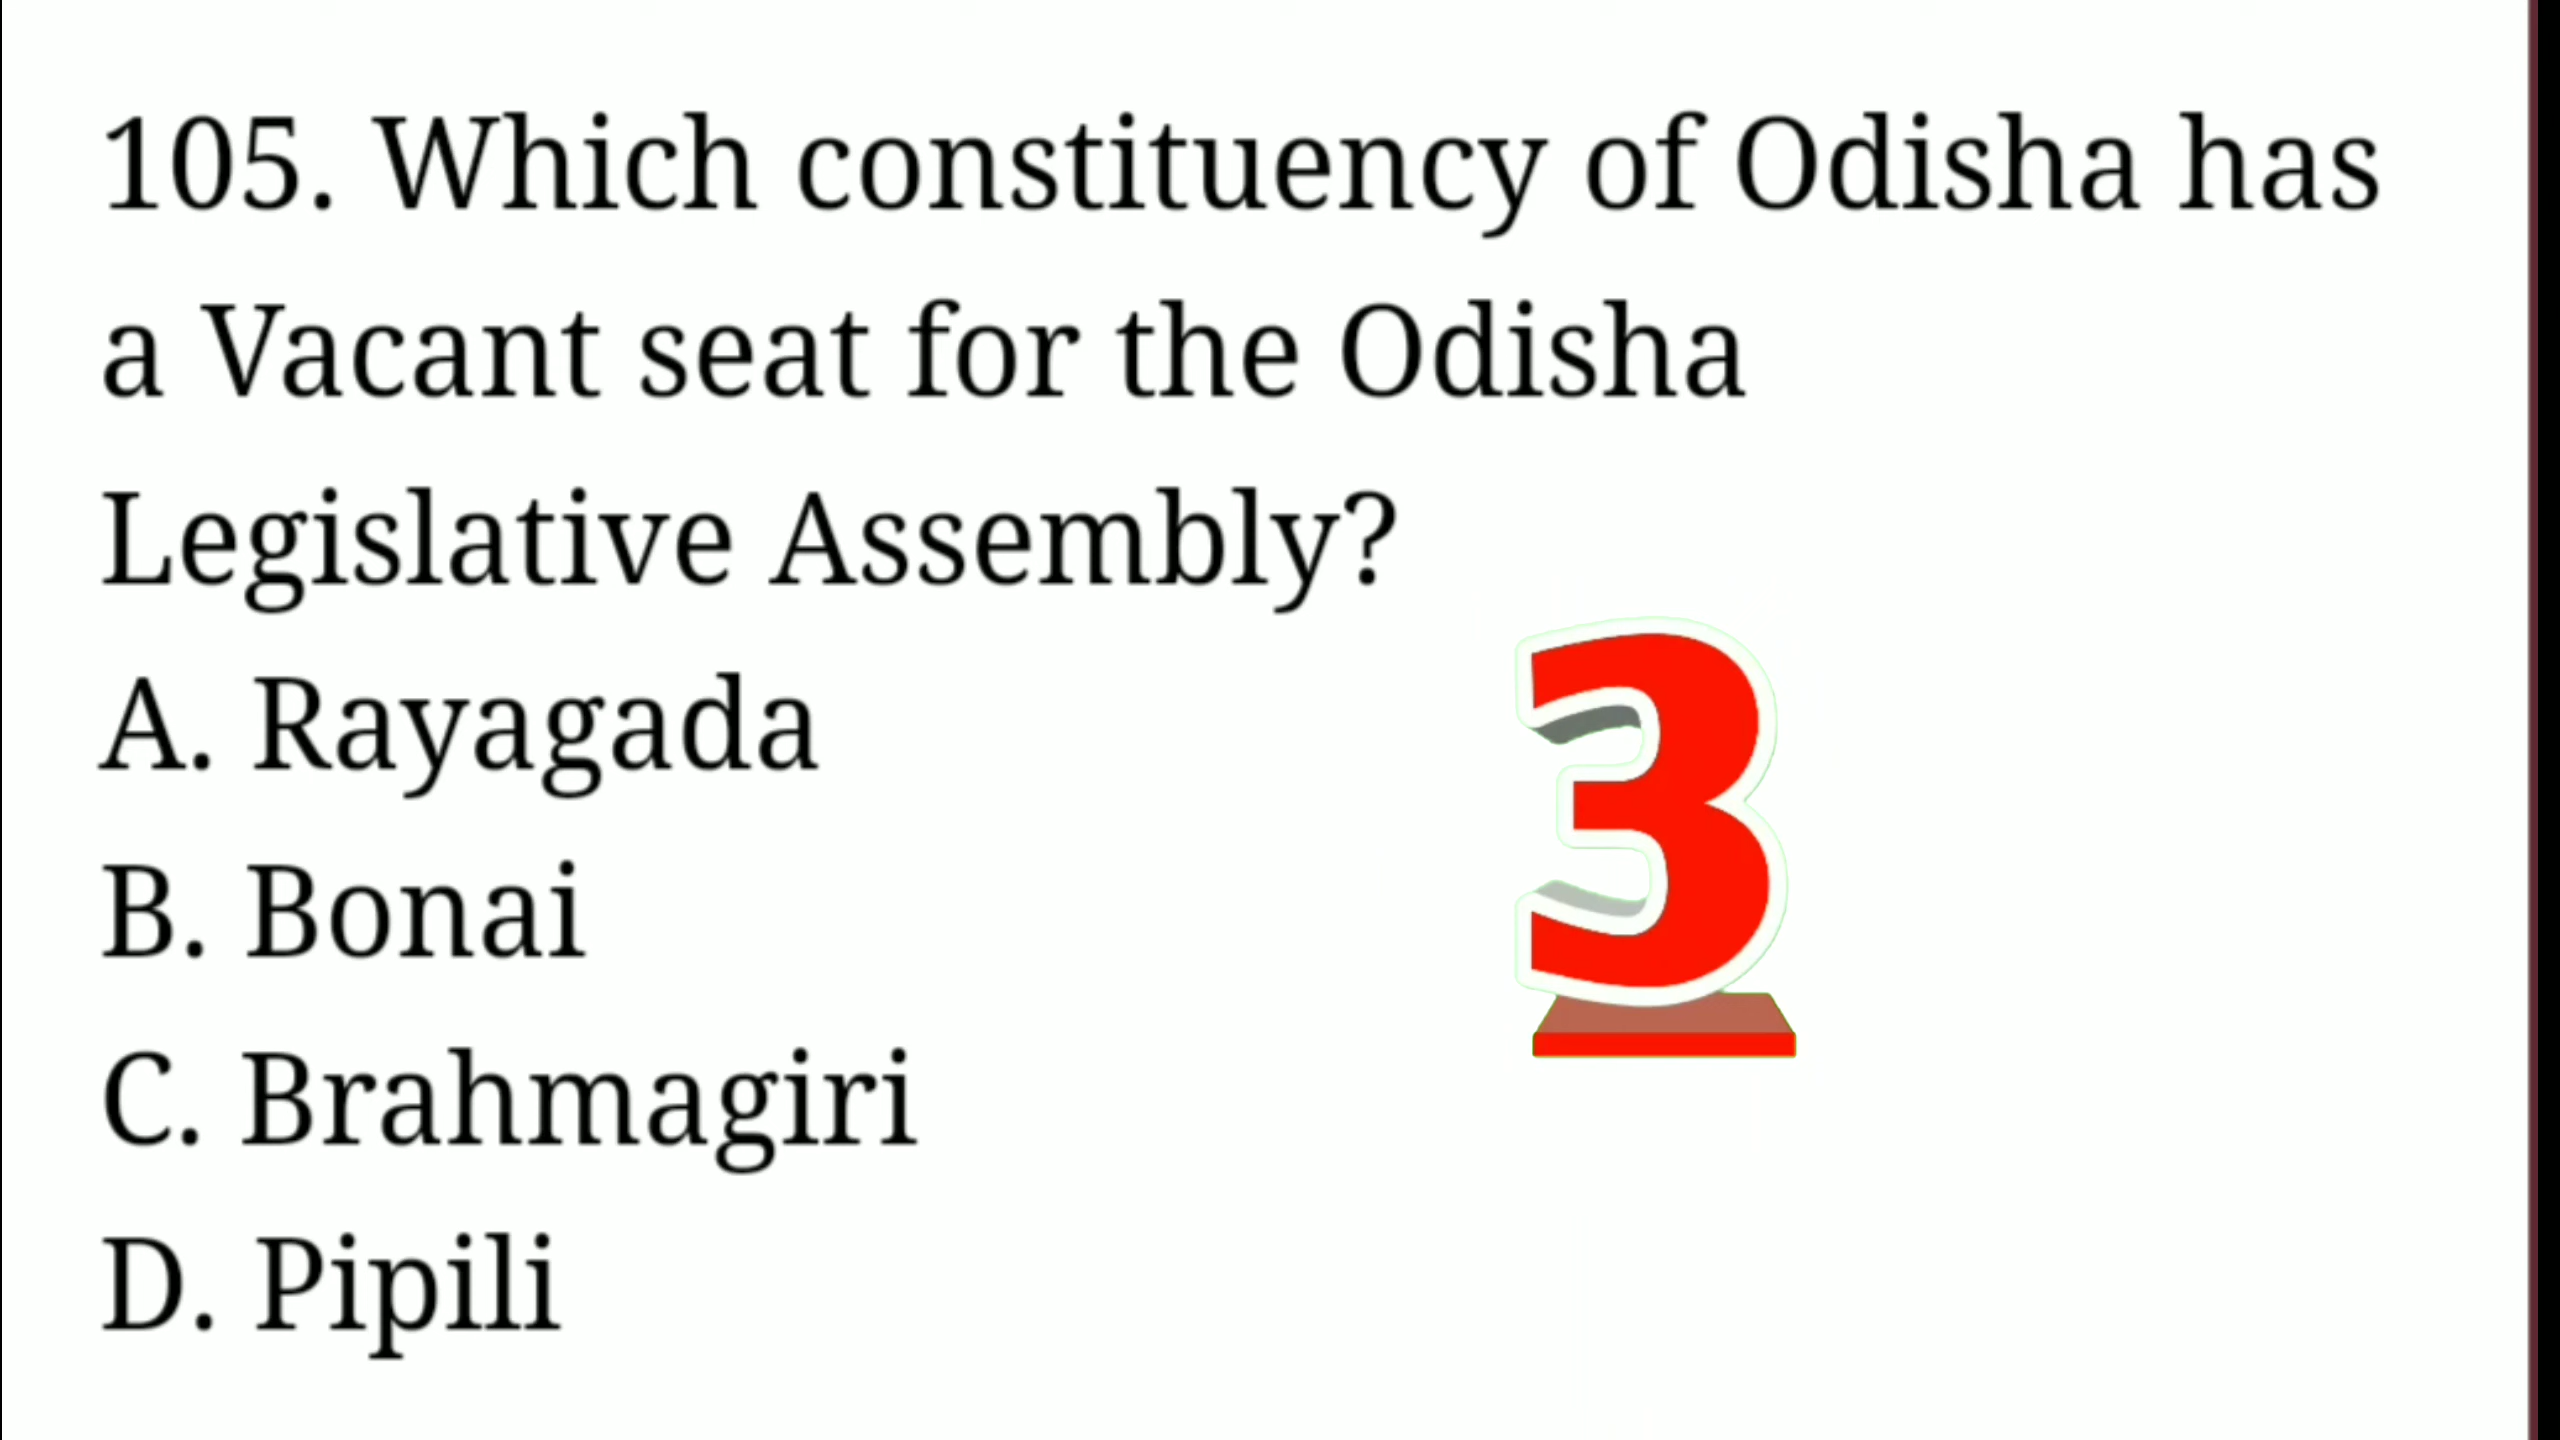 105. Which constituency of Odisha has
a Vacant seat for the Odisha
Legislative Assembly?
A. Rayagada
3
B. Bonai
C. Brahmagiri
D. Pipili